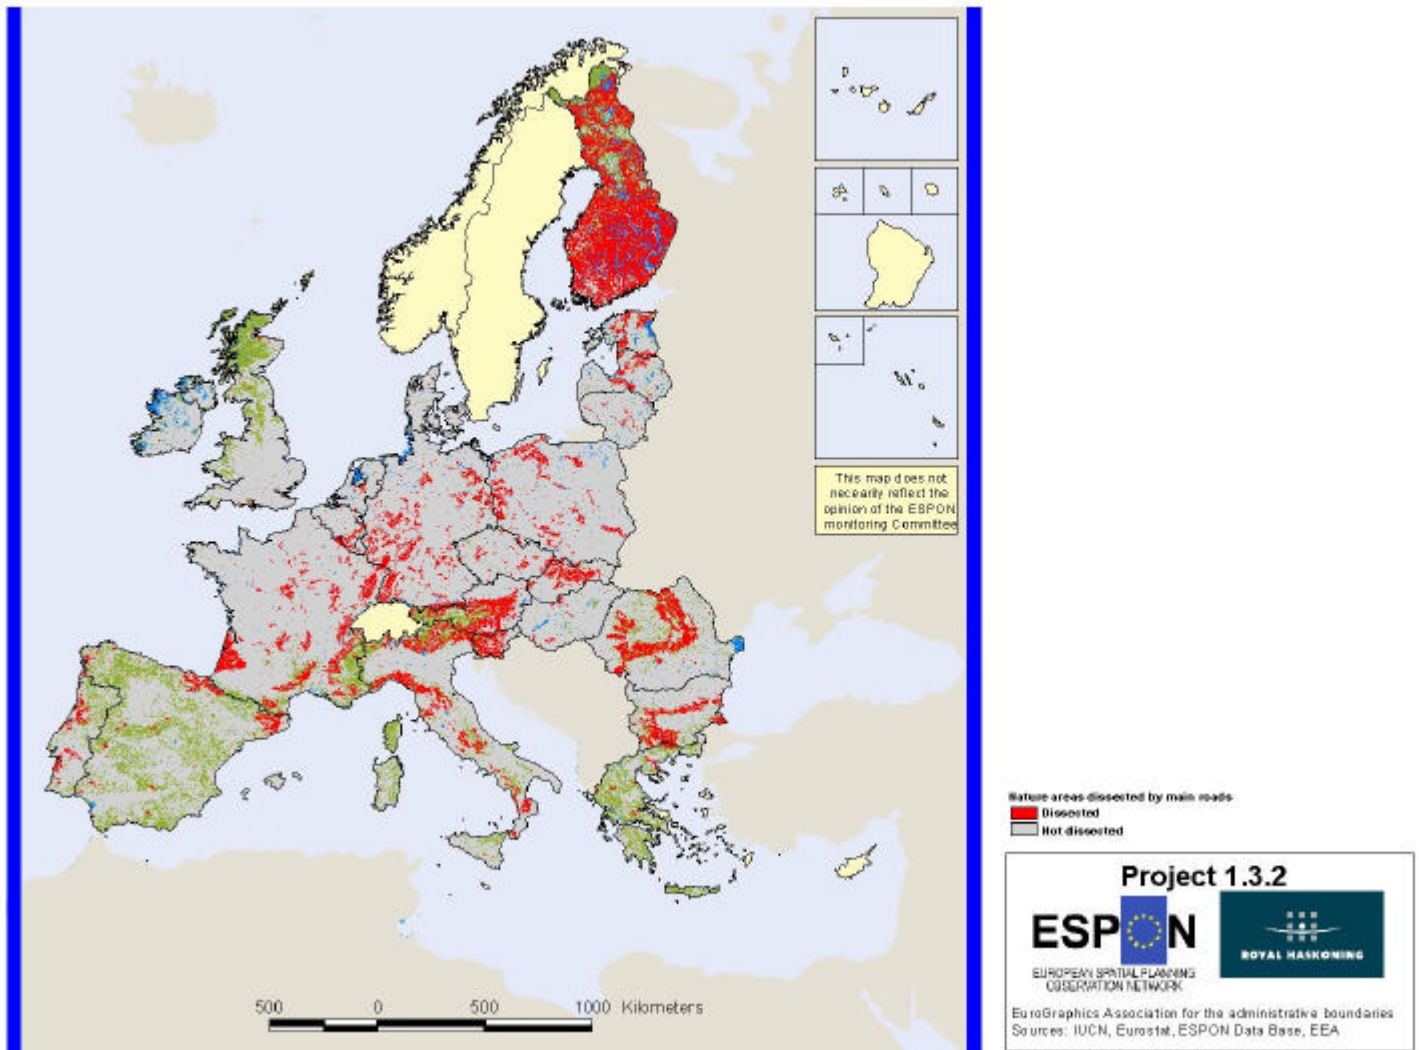 This map does not
necearily reflect the
opinion of the ESPON
monitoring Committee
Nature areas dissected by main roads
Dissected
Not dissected
Project 1.3.2
ESPON
EUROPEAN SPATIAL PLANNING
OBSERVATION NETWORK
ROYAL HASKONING
EuroGraphics Association for the administrative boundaries
Sources: IUCN, Eurostat, ESPON Data Base, EEA
500 0 500 1000 Kilometers